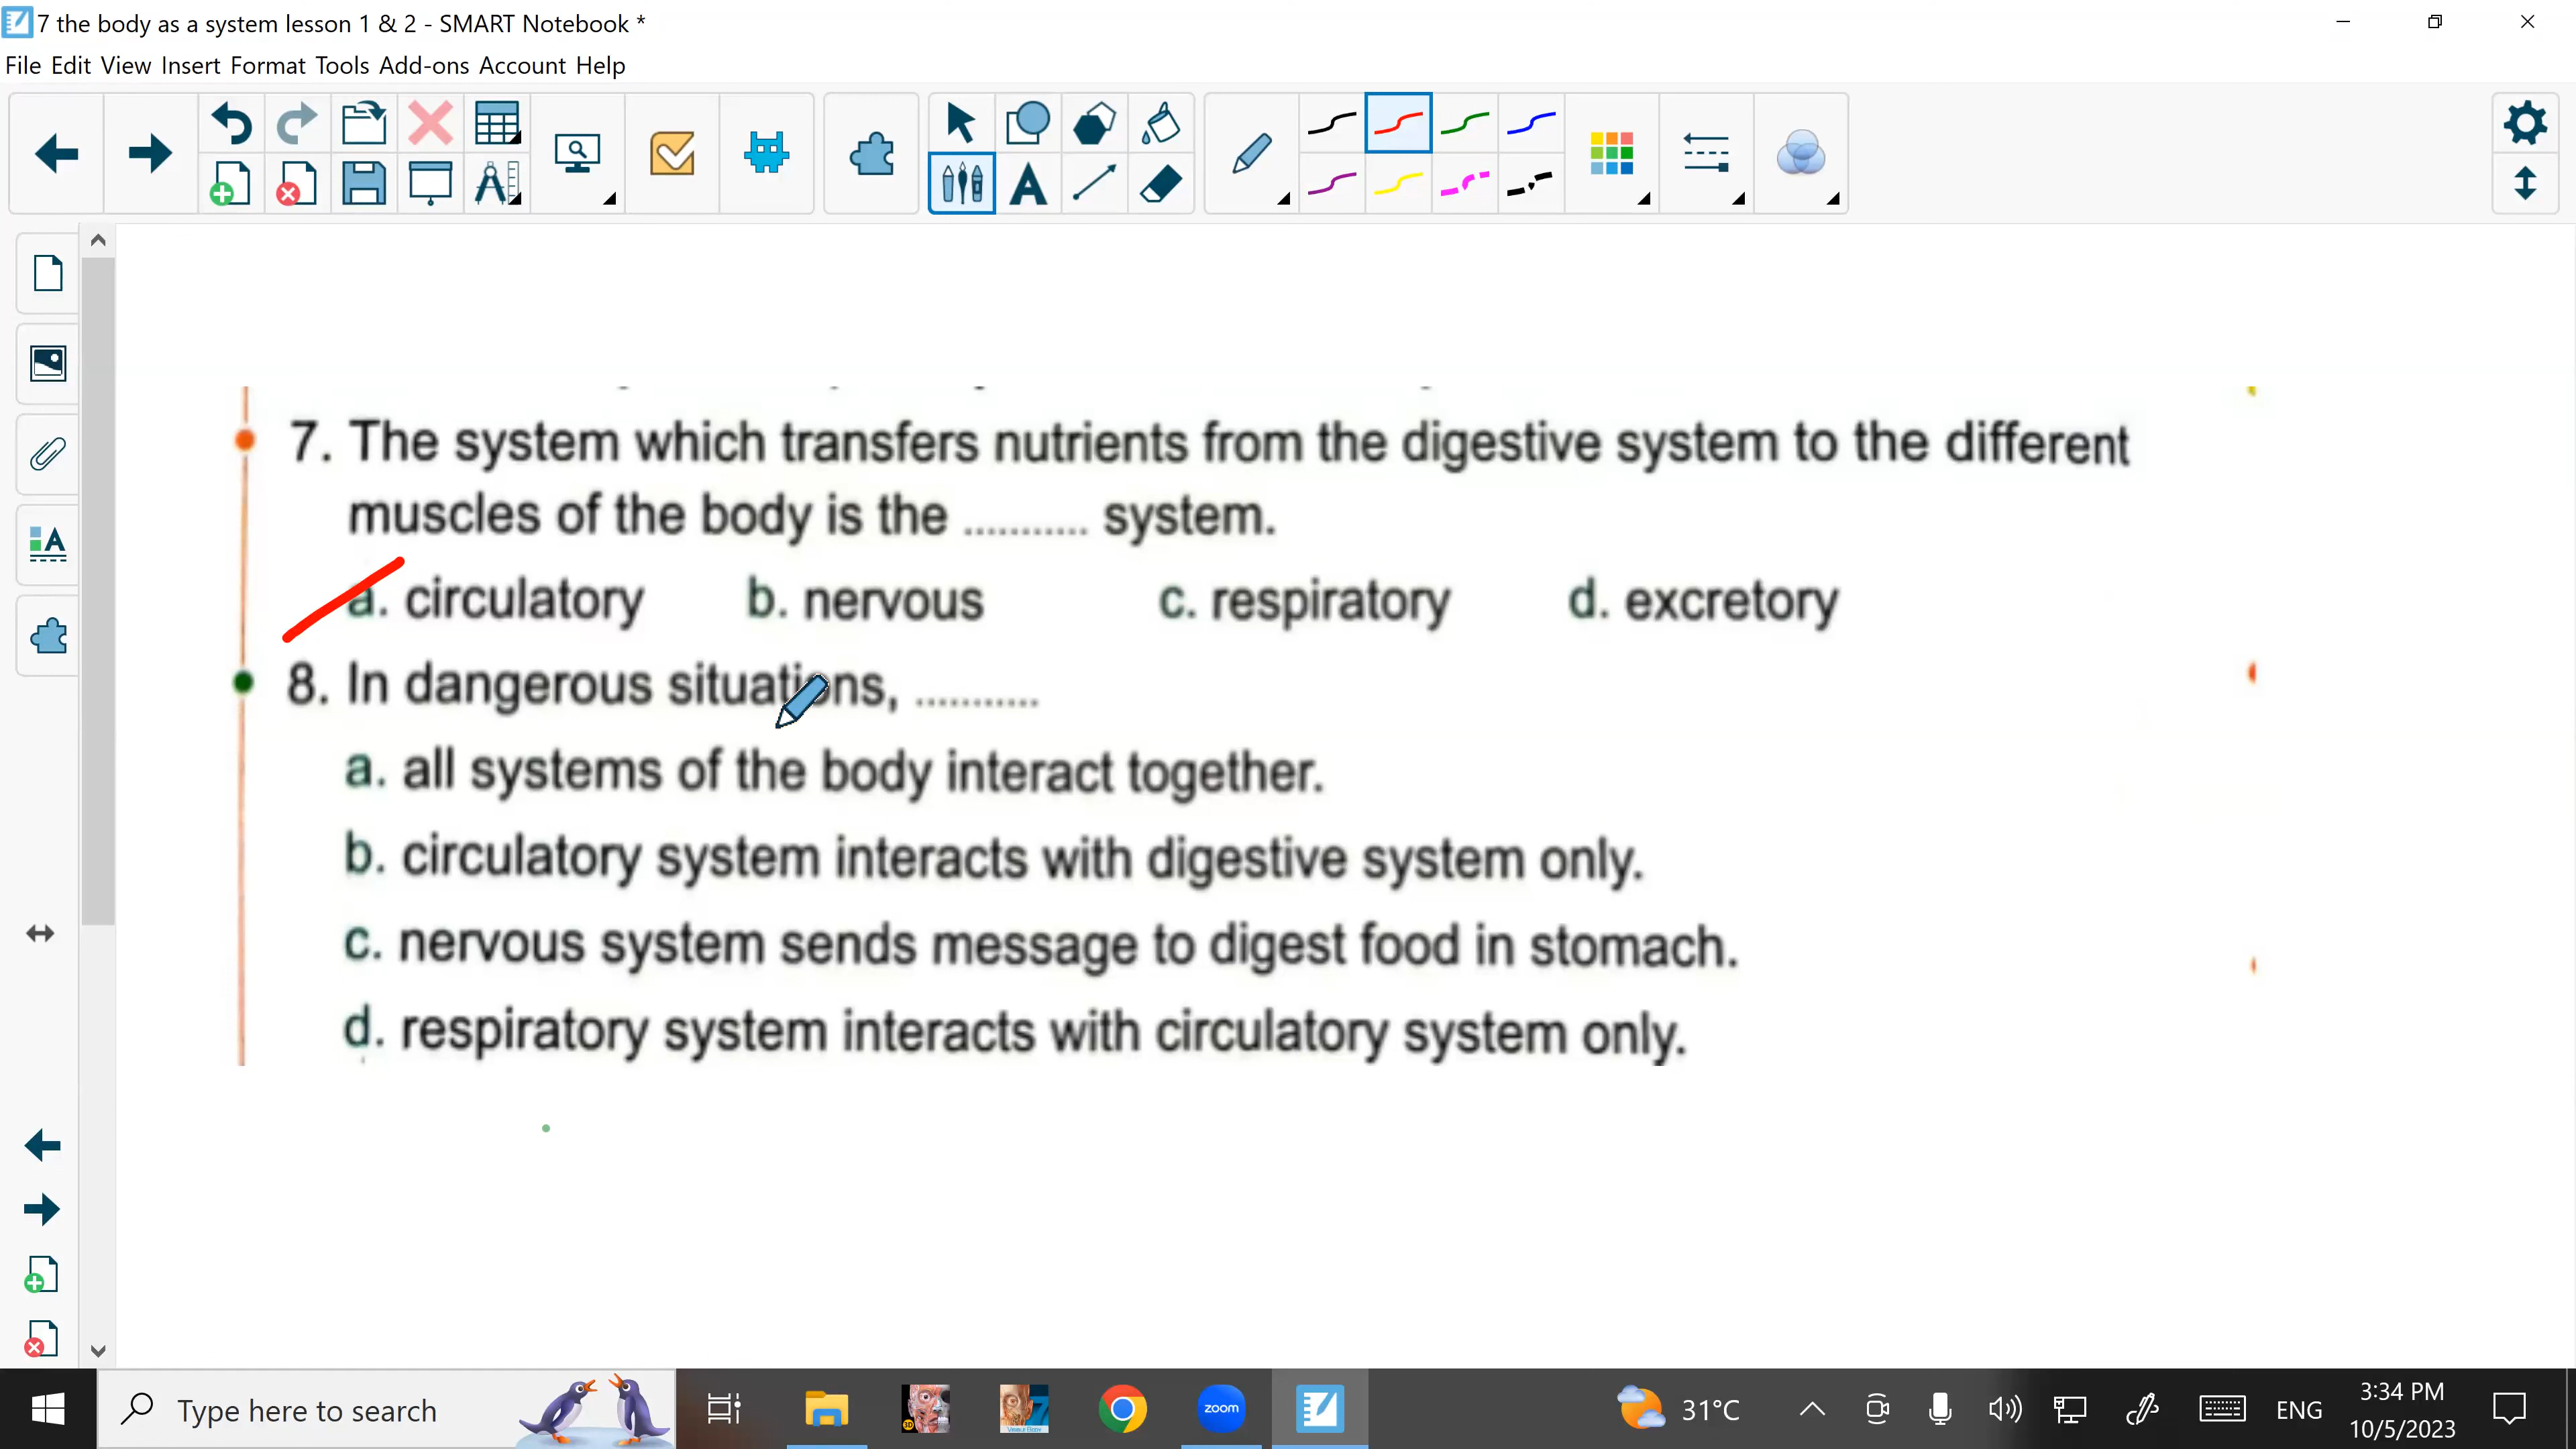 7 the body as a system lesson 1 & 2 - SMART Notebook *
File Edit View Insert Format Tools Add-ons Account Help
7. The system which transfers nutrients from the digestive system to the different
muscles of the body is the ........... system.
a. circulatory b. nervous c. respiratory d. excretory
8. In dangerous situations, ...........
a. all systems of the body interact together.
b. circulatory system interacts with digestive system only.
c. nervous system sends message to digest food in stomach.
d. respiratory system interacts with circulatory system only.
Type here to search
zoom
31°C
ENG
3:34 PM
10/5/2023